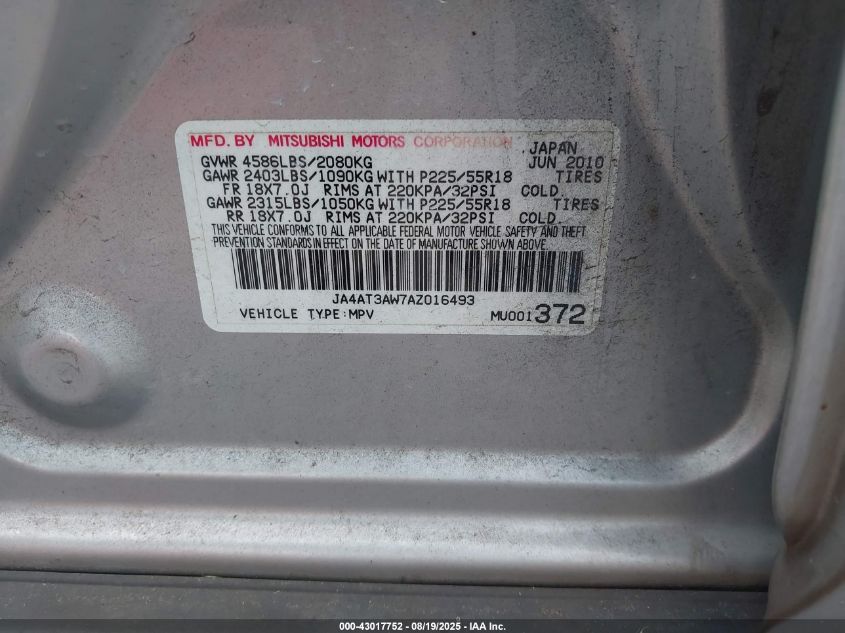 MFD. BY MITSUBISHI MOTORS CORPORATION JAPAN
GVWR 4586LBS/2080KG JUN 2010
GAWR 2403LBS/1090KG WITH P225/55R18 TIRES
FR 18X7.0J RIMS AT 220KPA/32PSI COLD.
GAWR 2315LBS/1050KG WITH P225/55R18 TIRES
RR 18X7.0J RIMS AT 220KPA/32PSI COLD.
THIS VEHICLE CONFORMS TO ALL APPLICABLE FEDERAL MOTOR VEHICLE SAFETY AND THEFT
PREVENTION STANDARDS IN EFFECT ON THE DATE OF MANUFACTURE SHOWN ABOVE.
JA4AT3AW7AZ016493
VEHICLE TYPE:MPV MU001372
000-43017752 - 08/19/2025 - IAA Inc.